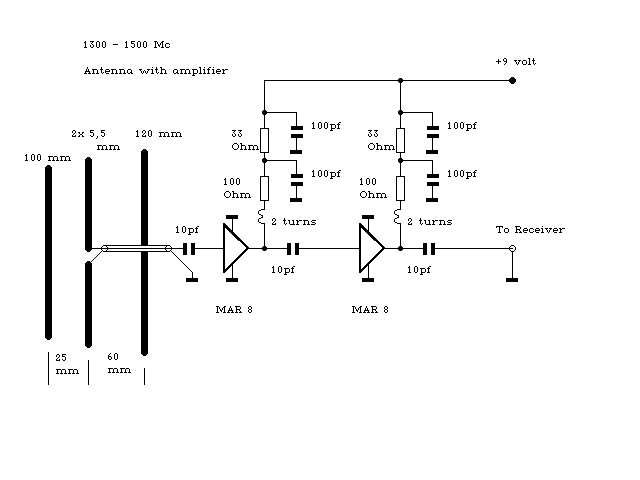 1300 - 1500 Mc
Antenna with amplifier
+9 volt
2x 5,5
mm
120 mm
100 mm
33
Ohm
100pf
33
Ohm
100pf
100
Ohm
100pf
100
Ohm
100pf
2 turns
2 turns
10pf
To Receiver
10pf
10pf
MAR 8
MAR 8
25
mm
60
mm